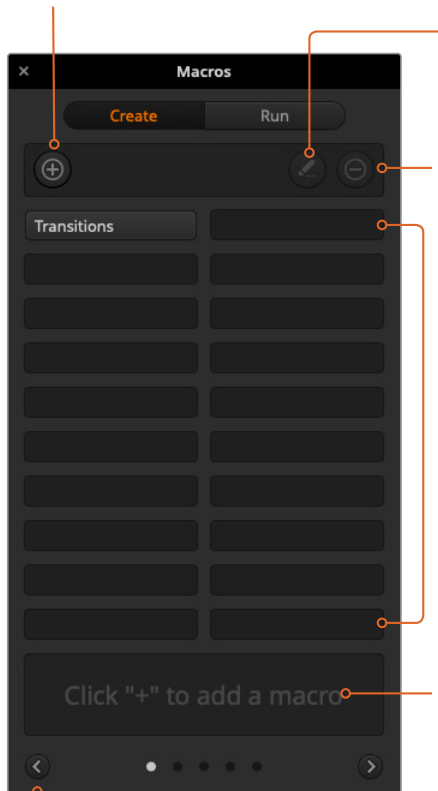 Macros
Create
Run
Transitions
Click "+" to add a macro